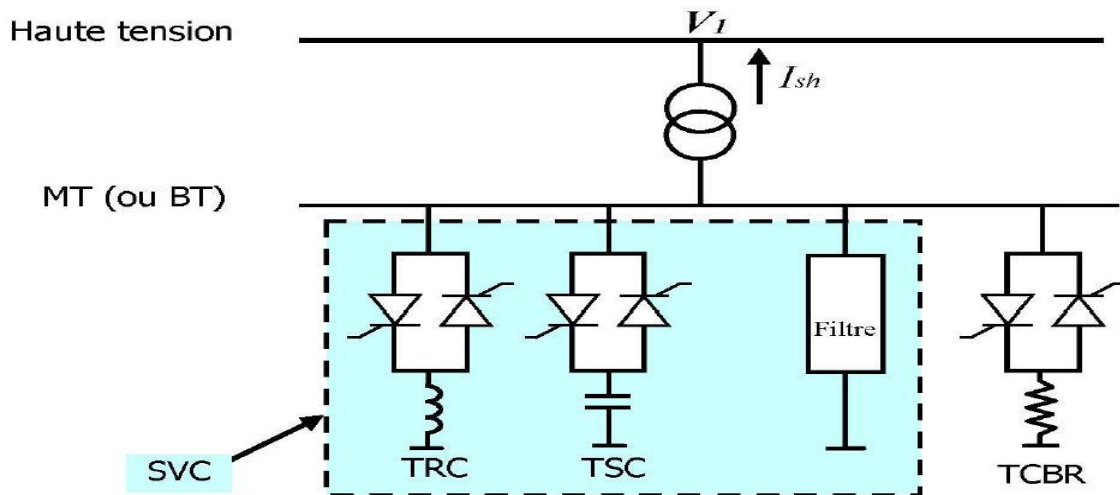 Haute tension
V1
Ish
MT (ou BT)
Filtre
SVC
TRC
TSC
TCBR